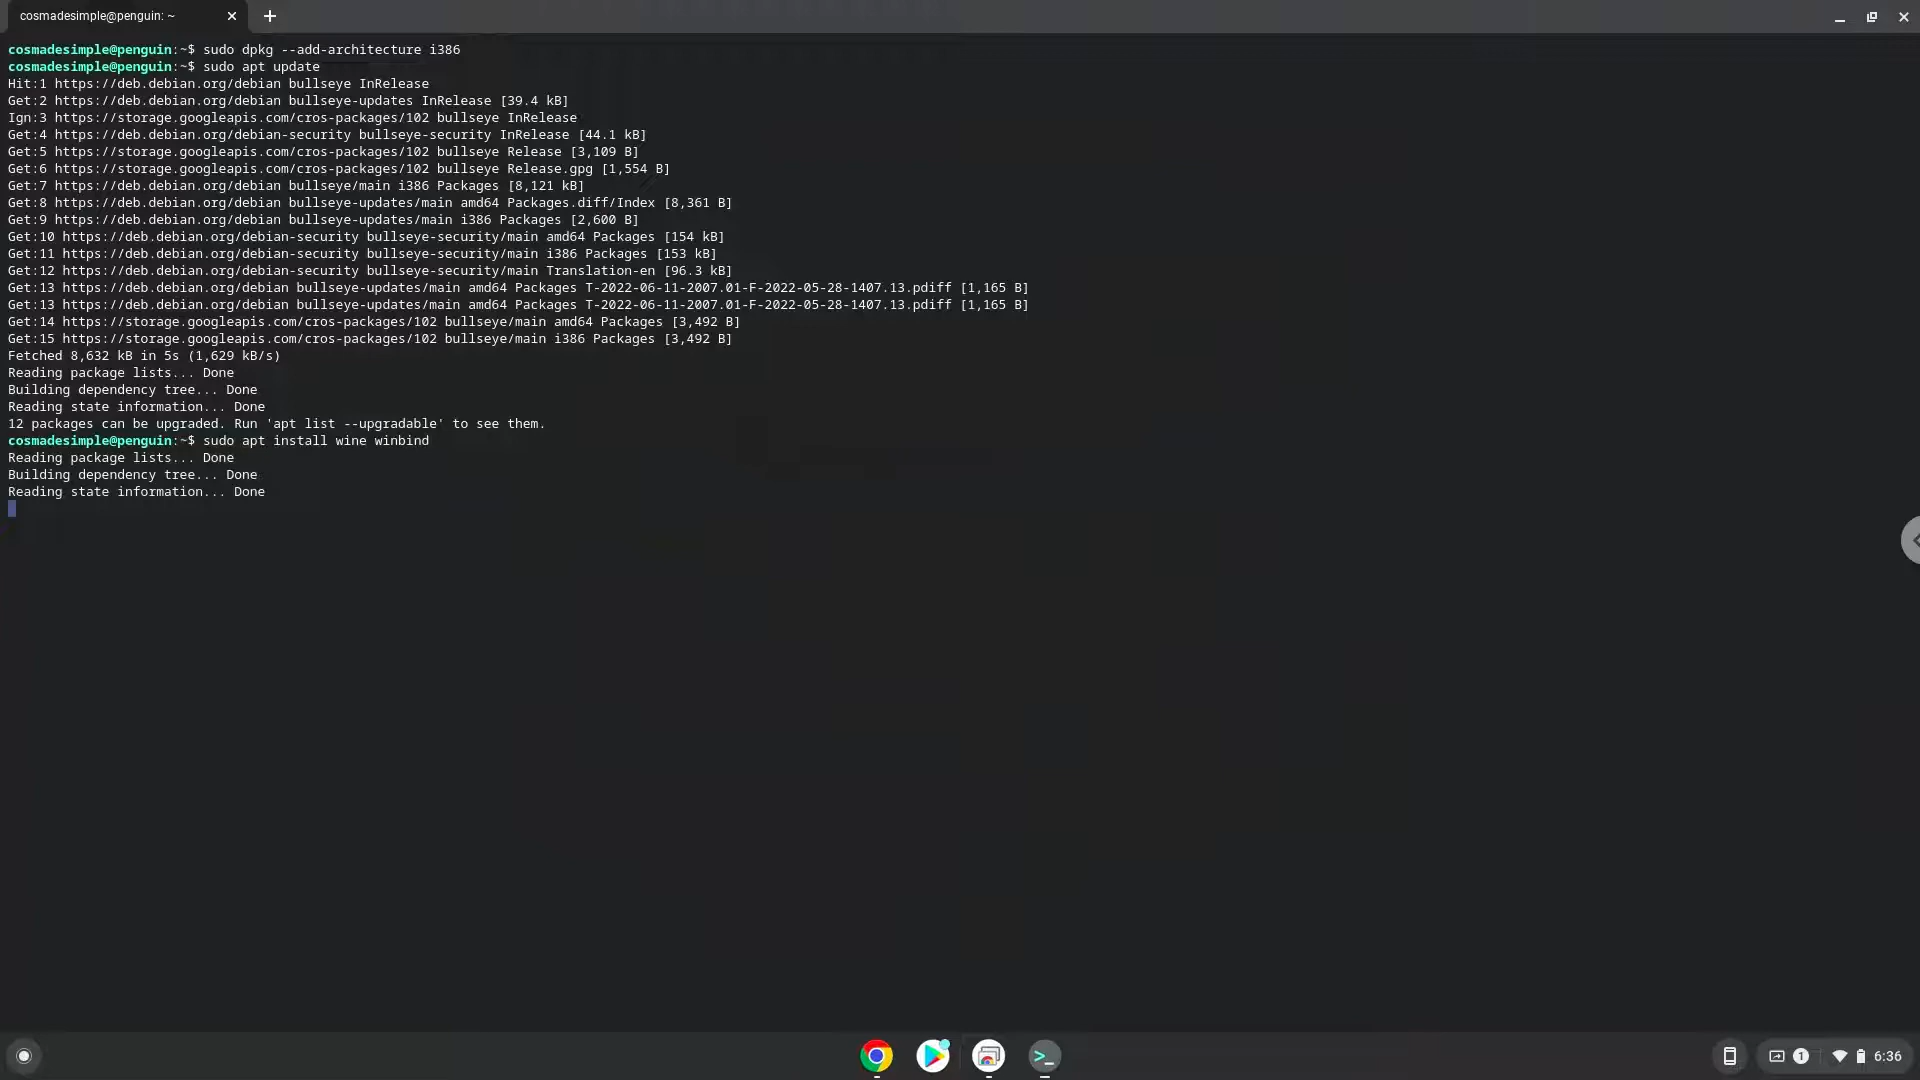 cosmadesimple@penguin: ~
cosmadesimple@penguin:~$ sudo dpkg --add-architecture i386
cosmadesimple@penguin:~$ sudo apt update
Hit:1 https://deb.debian.org/debian bullseye InRelease
Get:2 https://deb.debian.org/debian bullseye-updates InRelease [39.4 kB]
Ign:3 https://storage.googleapis.com/cros-packages/102 bullseye InRelease
Get:4 https://deb.debian.org/debian-security bullseye-security InRelease [44.1 kB]
Get:5 https://storage.googleapis.com/cros-packages/102 bullseye Release [3,109 B]
Get:6 https://storage.googleapis.com/cros-packages/102 bullseye Release.gpg [1,554 B]
Get:7 https://deb.debian.org/debian bullseye/main i386 Packages [8,121 kB]
Get:8 https://deb.debian.org/debian bullseye-updates/main amd64 Packages.diff/Index [8,361 B]
Get:9 https://deb.debian.org/debian bullseye-updates/main i386 Packages [2,600 B]
Get:10 https://deb.debian.org/debian-security bullseye-security/main amd64 Packages [154 kB]
Get:11 https://deb.debian.org/debian-security bullseye-security/main i386 Packages [153 kB]
Get:12 https://deb.debian.org/debian-security bullseye-security/main Translation-en [96.3 kB]
Get:13 https://deb.debian.org/debian bullseye-updates/main amd64 Packages T-2022-06-11-2007.01-F-2022-05-28-1407.13.pdiff [1,165 B]
Get:13 https://deb.debian.org/debian bullseye-updates/main amd64 Packages T-2022-06-11-2007.01-F-2022-05-28-1407.13.pdiff [1,165 B]
Get:14 https://storage.googleapis.com/cros-packages/102 bullseye/main amd64 Packages [3,492 B]
Get:15 https://storage.googleapis.com/cros-packages/102 bullseye/main i386 Packages [3,492 B]
Fetched 8,632 kB in 5s (1,629 kB/s)
Reading package lists... Done
Building dependency tree... Done
Reading state information... Done
12 packages can be upgraded. Run 'apt list --upgradable' to see them.
cosmadesimple@penguin:~$ sudo apt install wine winbind
Reading package lists... Done
Building dependency tree... Done
Reading state information... Done
1 6:36